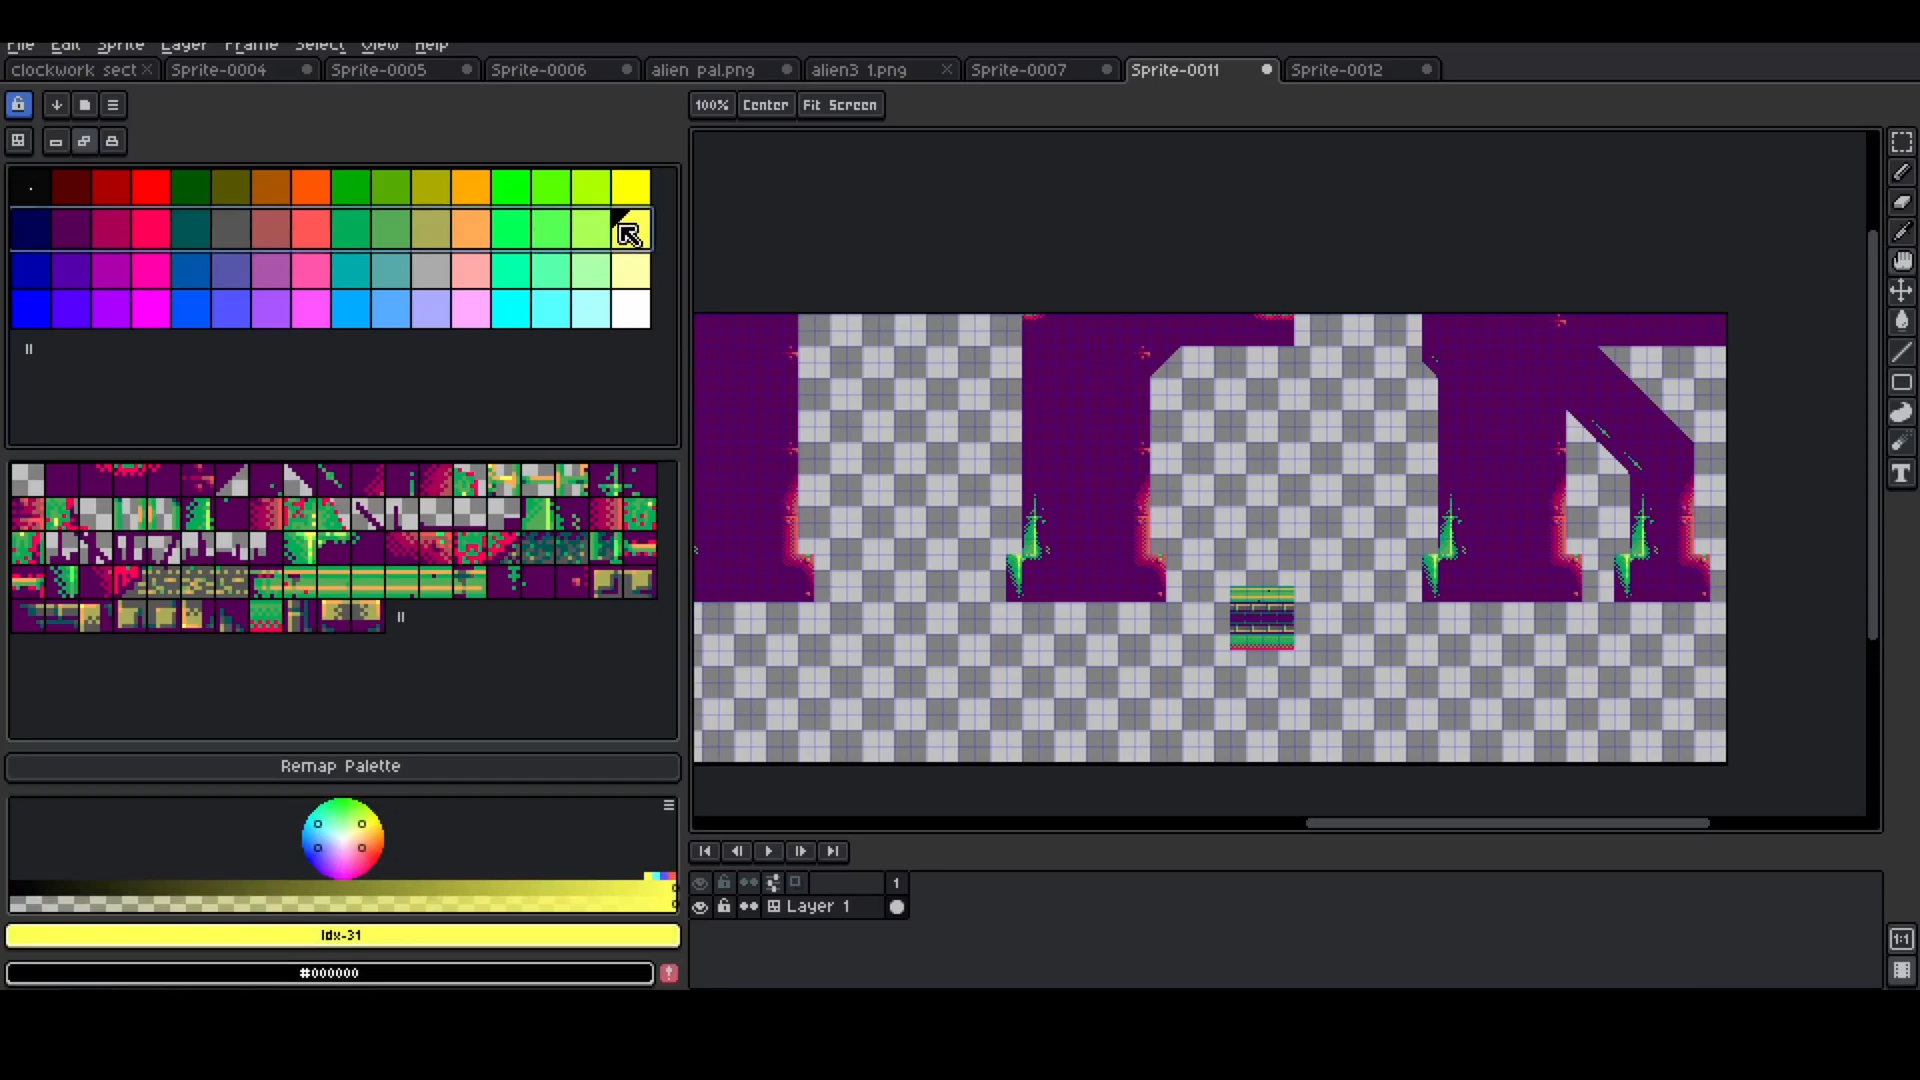 File Edit Sprite Layer Frame Select View Help
clockwork sect Sprite-0004 Sprite-0005 Sprite-0006 alien pal.png alien3 1.png Sprite-0007 Sprite-0011 Sprite-0012
100% Center Fit Screen
Remap Palette
1
Layer 1
Idx-31
#000000
1:1